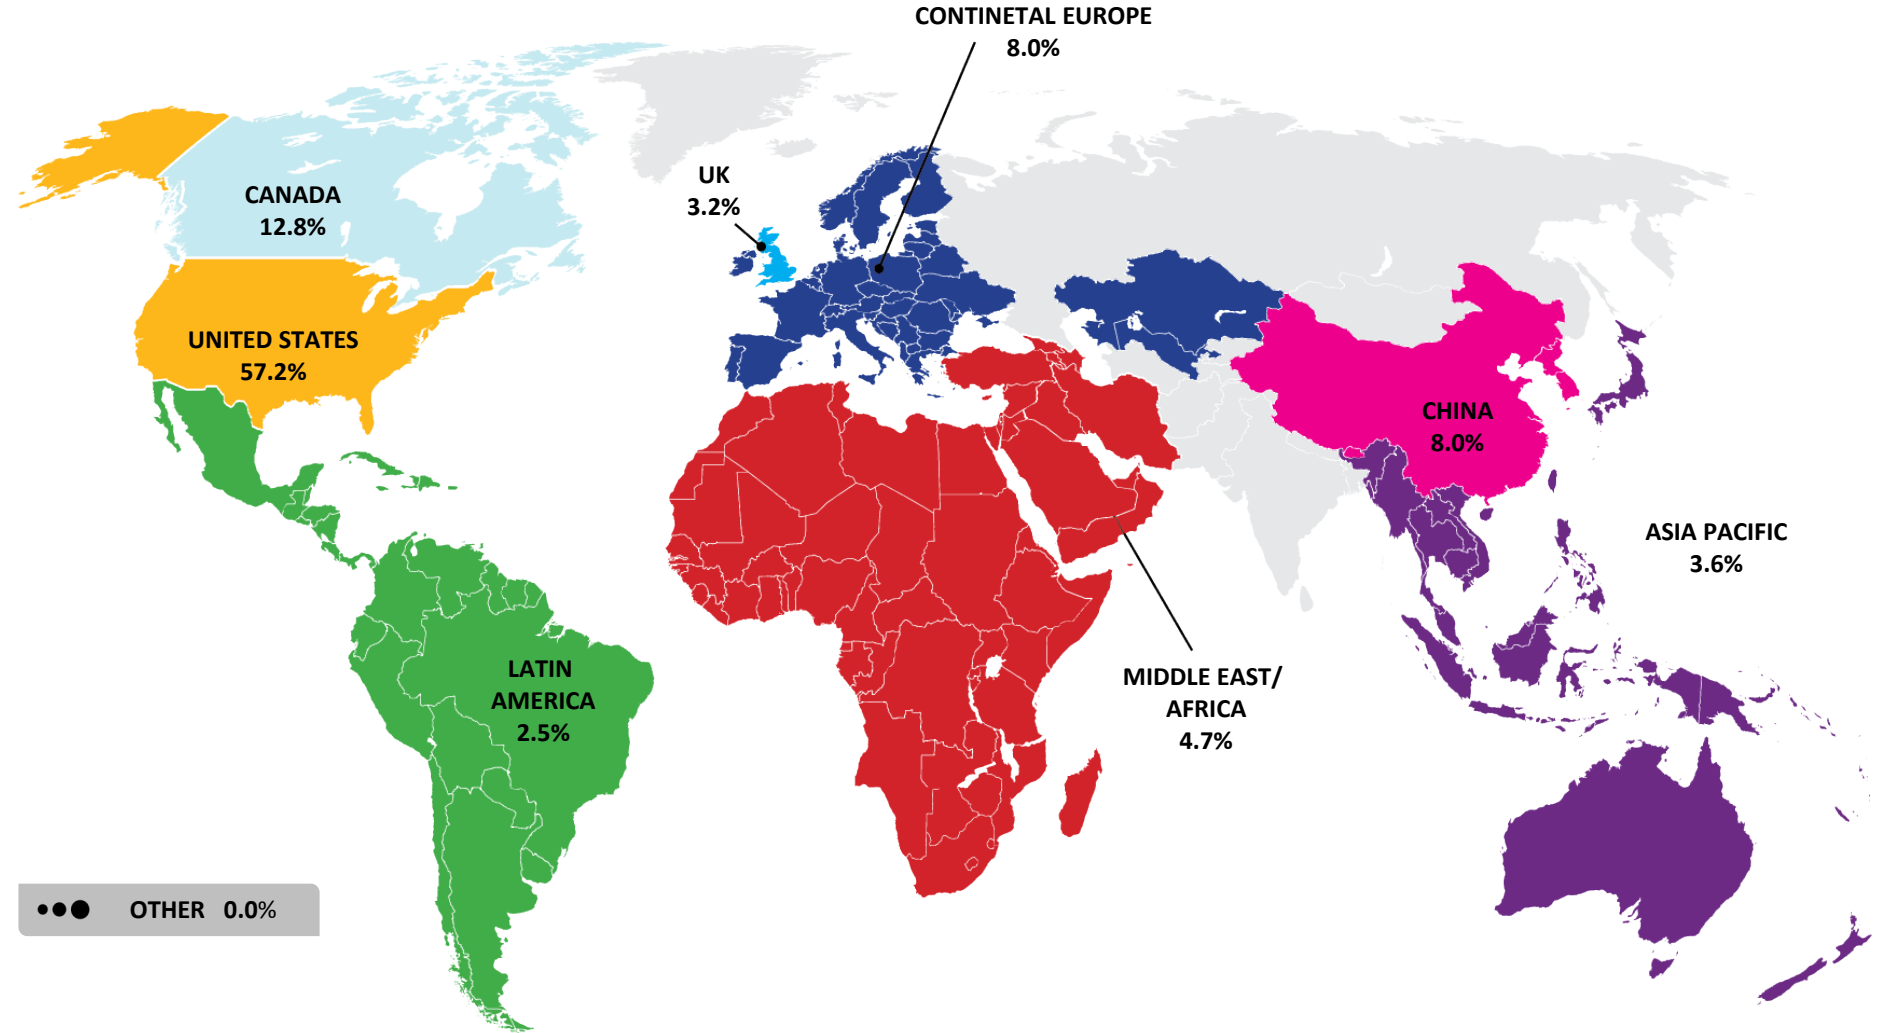 CONTINETAL EUROPE
8.0%
UK
3.2%
CANADA
12.8%
UNITED STATES
57.2%
CHINA
8.0%
ASIA PACIFIC
3.6%
LATIN
AMERICA
2.5%
MIDDLE EAST/
AFRICA
4.7%
OTHER 0.0%